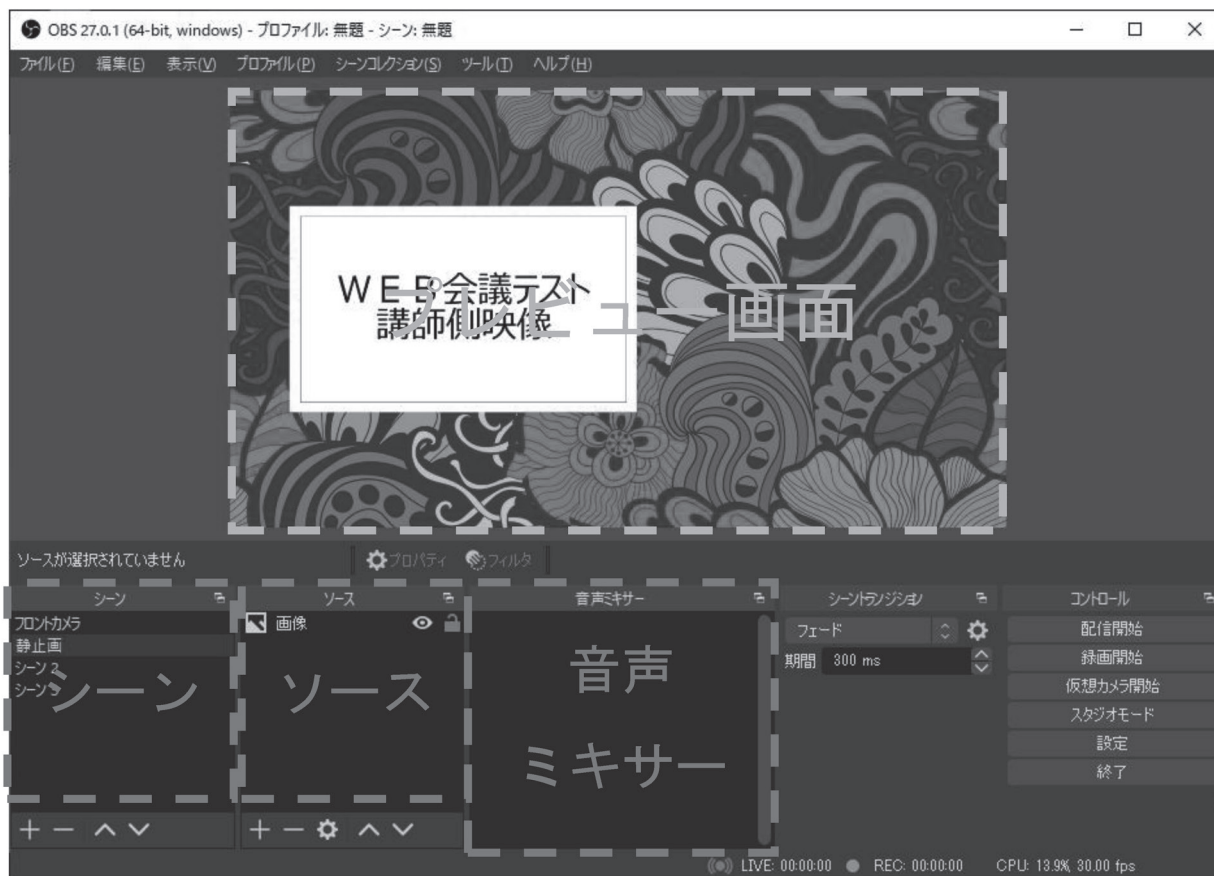 OBS 27.0.1 (64-bit, windows) - プロファイル: 無題 - シーン: 無題
ファイル(F) 編集(E) 表示(V) プロファイル(P) シーンコレクション(S) ツール(T) ヘルプ(H)
WEB会議テスト
講師側映像
プレビュー画面
ソースが選択されていません プロパティ フィルタ
シーン ソース 音声ミキサー シーントランジション コントロール
フロントカメラ
静止画
シーン 2
シーン 3
シーン
画像
ソース
音声
ミキサー
フェード
期間 300 ms
配信開始
録画開始
仮想カメラ開始
スタジオモード
設定
終了
LIVE: 00:00:00 REC: 00:00:00 CPU: 13.9%, 30.00 fps